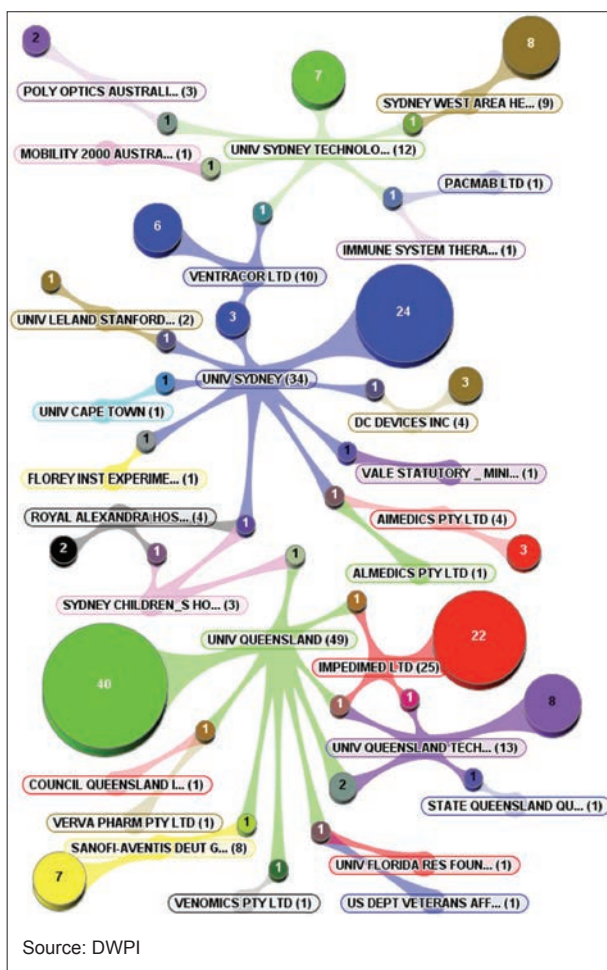 2
8
7
POLY OPTICS AUSTRALI... (3)
SYDNEY WEST AREA HE... (9)
1
1
MOBILITY 2000 AUSTRA... (1)
UNIV SYDNEY TECHNOLO... (12)
1
1
PACMAB LTD (1)
1
6
IMMUNE SYSTEM THERA... (1)
VENTRACOR LTD (10)
1
3
24
UNIV LELAND STANFORD... (2)
1
UNIV SYDNEY (34)
1
1
3
UNIV CAPE TOWN (1)
DC DEVICES INC (4)
1
1
FLOREY INST EXPERIME... (1)
VALE STATUTORY _ MINI... (1)
1
ROYAL ALEXANDRA HOS... (4)
1
AIMEDICS PTY LTD (4)
2
1
1
3
ALMEDICS PTY LTD (1)
SYDNEY CHILDREN_S HO... (3)
1
UNIV QUEENSLAND (49)
22
IMPEDIMED LTD (25)
40
1
1
8
1
UNIV QUEENSLAND TECH... (13)
COUNCIL QUEENSLAND I... (1)
2
1
STATE QUEENSLAND QU... (1)
VERVA PHARM PTY LTD (1)
1
1
SANOFI-AVENTIS DEUT G... (8)
UNIV FLORIDA RES FOUN... (1)
7
1
VENOMICS PTY LTD (1)
US DEPT VETERANS AFF... (1)
Source: DWPI